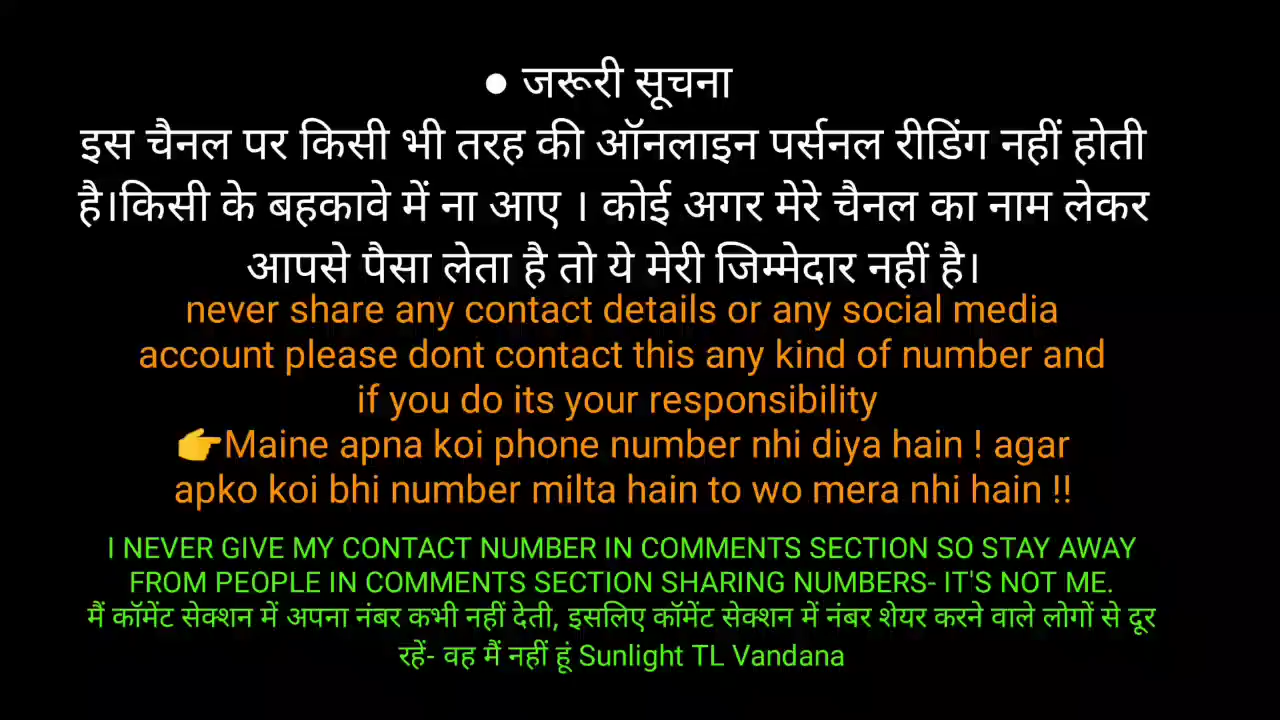 ● जरूरी सूचना
इस चैनल पर किसी भी तरह की ऑनलाइन पर्सनल रीडिंग नहीं होती
है।किसी के बहकावे में ना आए । कोई अगर मेरे चैनल का नाम लेकर
आपसे पैसा लेता है तो ये मेरी जिम्मेदार नहीं है।
never share any contact details or any social media
account please dont contact this any kind of number and
if you do its your responsibility
👉Maine apna koi phone number nhi diya hain ! agar
apko koi bhi number milta hain to wo mera nhi hain !!
I NEVER GIVE MY CONTACT NUMBER IN COMMENTS SECTION SO STAY AWAY
FROM PEOPLE IN COMMENTS SECTION SHARING NUMBERS- IT'S NOT ME.
मैं कॉमेंट सेक्शन में अपना नंबर कभी नहीं देती, इसलिए कॉमेंट सेक्शन में नंबर शेयर करने वाले लोगों से दूर
रहें- वह मैं नहीं हूं Sunlight TL Vandana